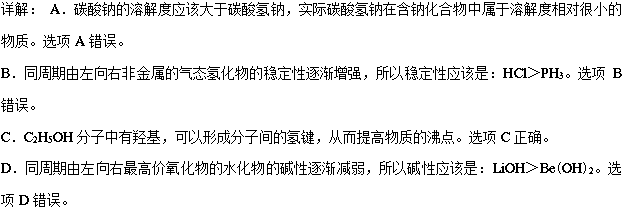 详解： A．碳酸钠的溶解度应该大于碳酸氢钠，实际碳酸氢钠在含钠化合物中属于溶解度相对很小的
物质。选项 A 错误。
B．同周期由左向右非金属的气态氢化物的稳定性逐渐增强，所以稳定性应该是：HCl＞PH₃。选项 B
错误。
C．C₂H₅OH 分子中有羟基，可以形成分子间的氢键，从而提高物质的沸点。选项 C 正确。
D．同周期由左向右最高价氧化物的水化物的碱性逐渐减弱，所以碱性应该是：LiOH＞Be(OH)₂。选
项 D 错误。